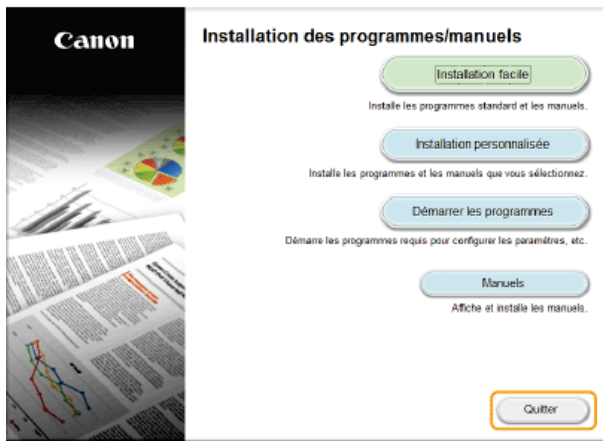 Canon
Installation des programmes/manuels
Installation facile
Installe les programmes standard et les manuels.
Installation personnalisée
Installe les programmes et les manuels que vous sélectionnez.
Démarrer les programmes
Démarre les programmes requis pour configurer les paramètres, etc.
Manuels
Affiche et installe les manuels.
Quitter